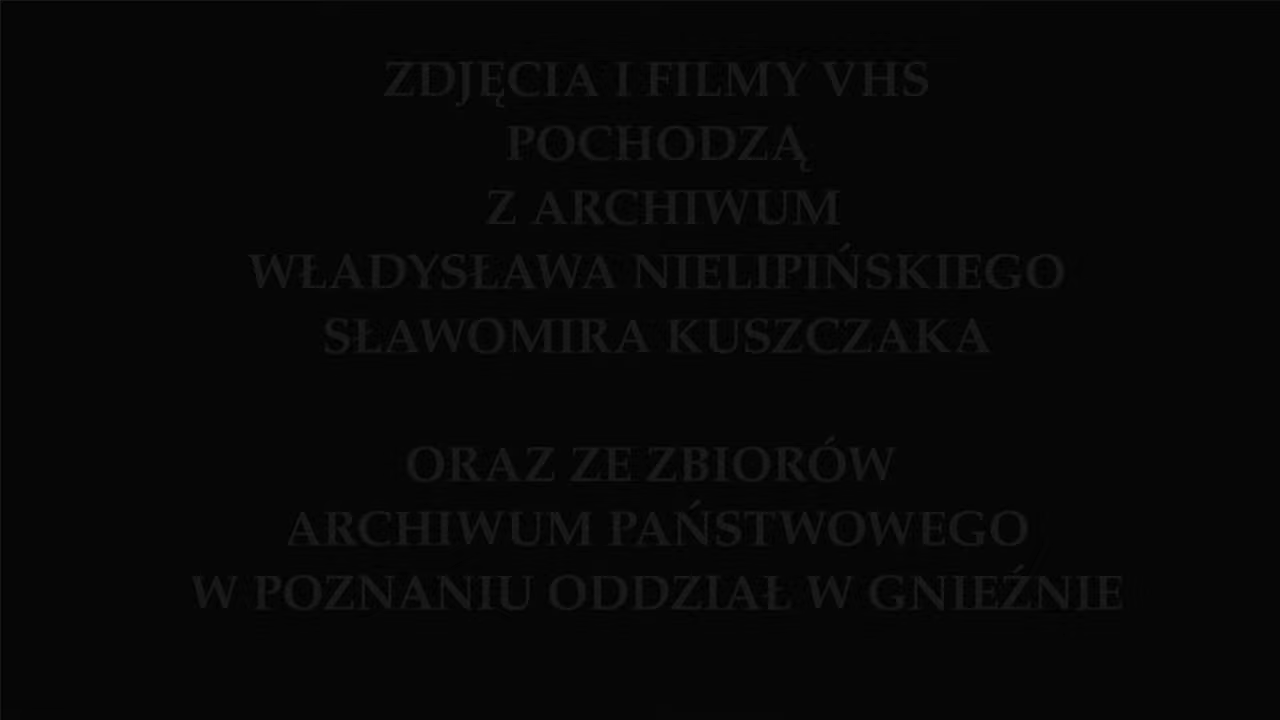 ZDJĘCIA I FILMY VHS
POCHODZĄ
Z ARCHIWUM
WŁADYSŁAWA NIELIPIŃSKIEGO
SŁAWOMIRA KUSZCZAKA
ORAZ ZE ZBIORÓW
ARCHIWUM PAŃSTWOWEGO
W POZNANIU ODDZIAŁ W GNIEŹNIE